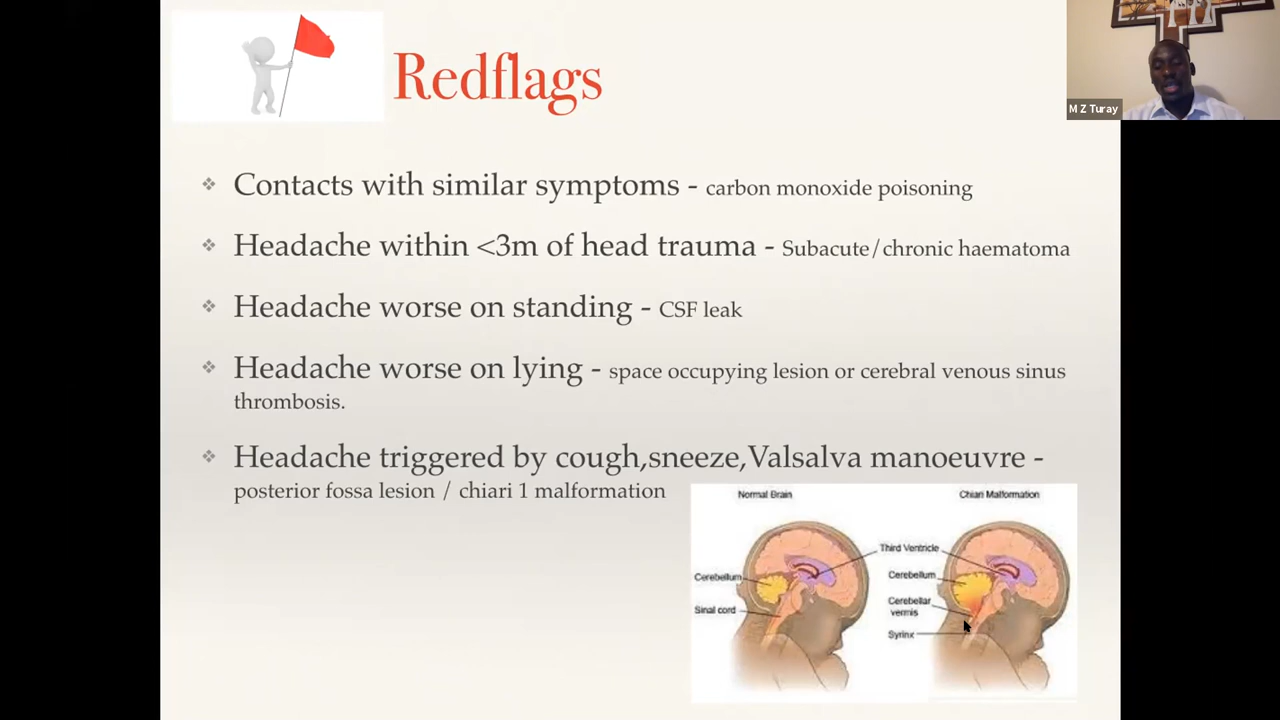 Redflags
M Z Turay
❖ Contacts with similar symptoms - carbon monoxide poisoning
❖ Headache within <3m of head trauma - Subacute/chronic haematoma
❖ Headache worse on standing - CSF leak
❖ Headache worse on lying - space occupying lesion or cerebral venous sinus
thrombosis.
❖ Headache triggered by cough,sneeze,Valsalva manoeuvre -
posterior fossa lesion / chiari 1 malformation
Normal Brain
Chiari Malformation
Third Ventricle
Cerebellum
Cerebellum
Sinal cord
Cerebellar
vermis
Syrinx